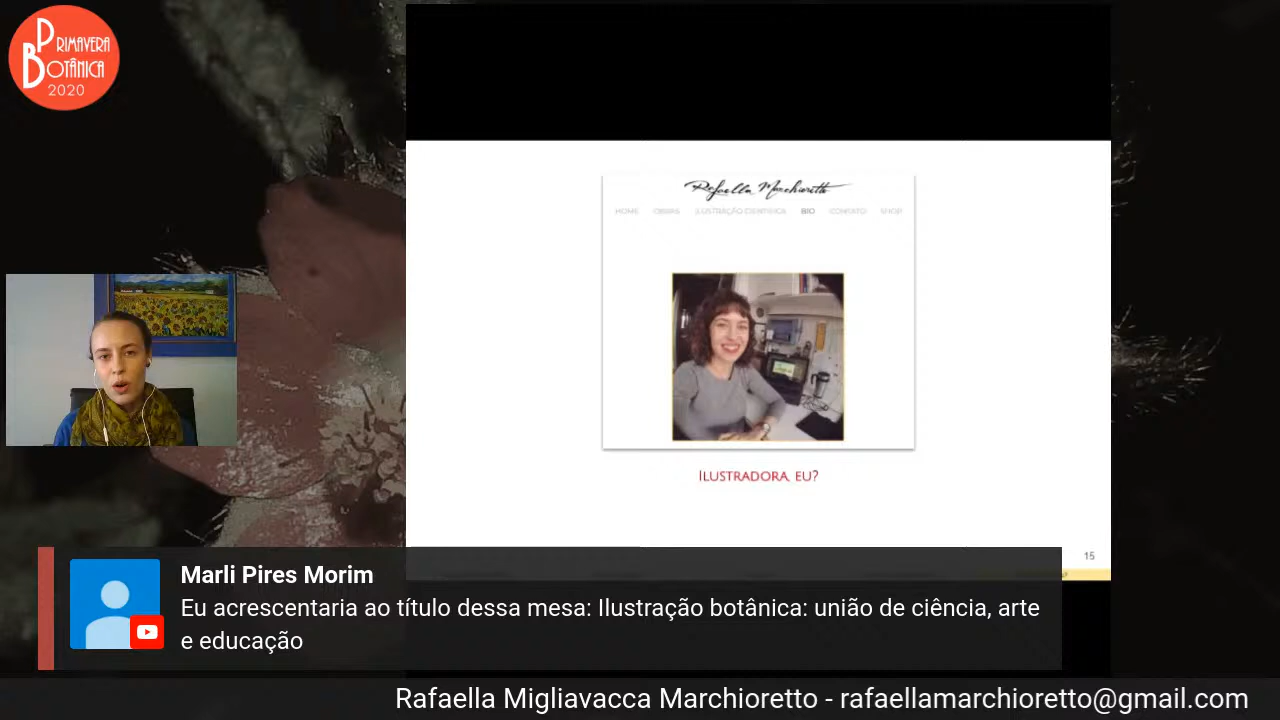 PRIMAVERA
BOTÂNICA
2020
Rafaella Marchioretto
HOME OBRAS ILUSTRAÇÃO CIENTÍFICA BIO CONTATO SHOP
ILUSTRADORA, EU?
15
Marli Pires Morim
Eu acrescentaria ao título dessa mesa: Ilustração botânica: união de ciência, arte
e educação
Rafaella Migliavacca Marchioretto - rafaellamarchioretto@gmail.com